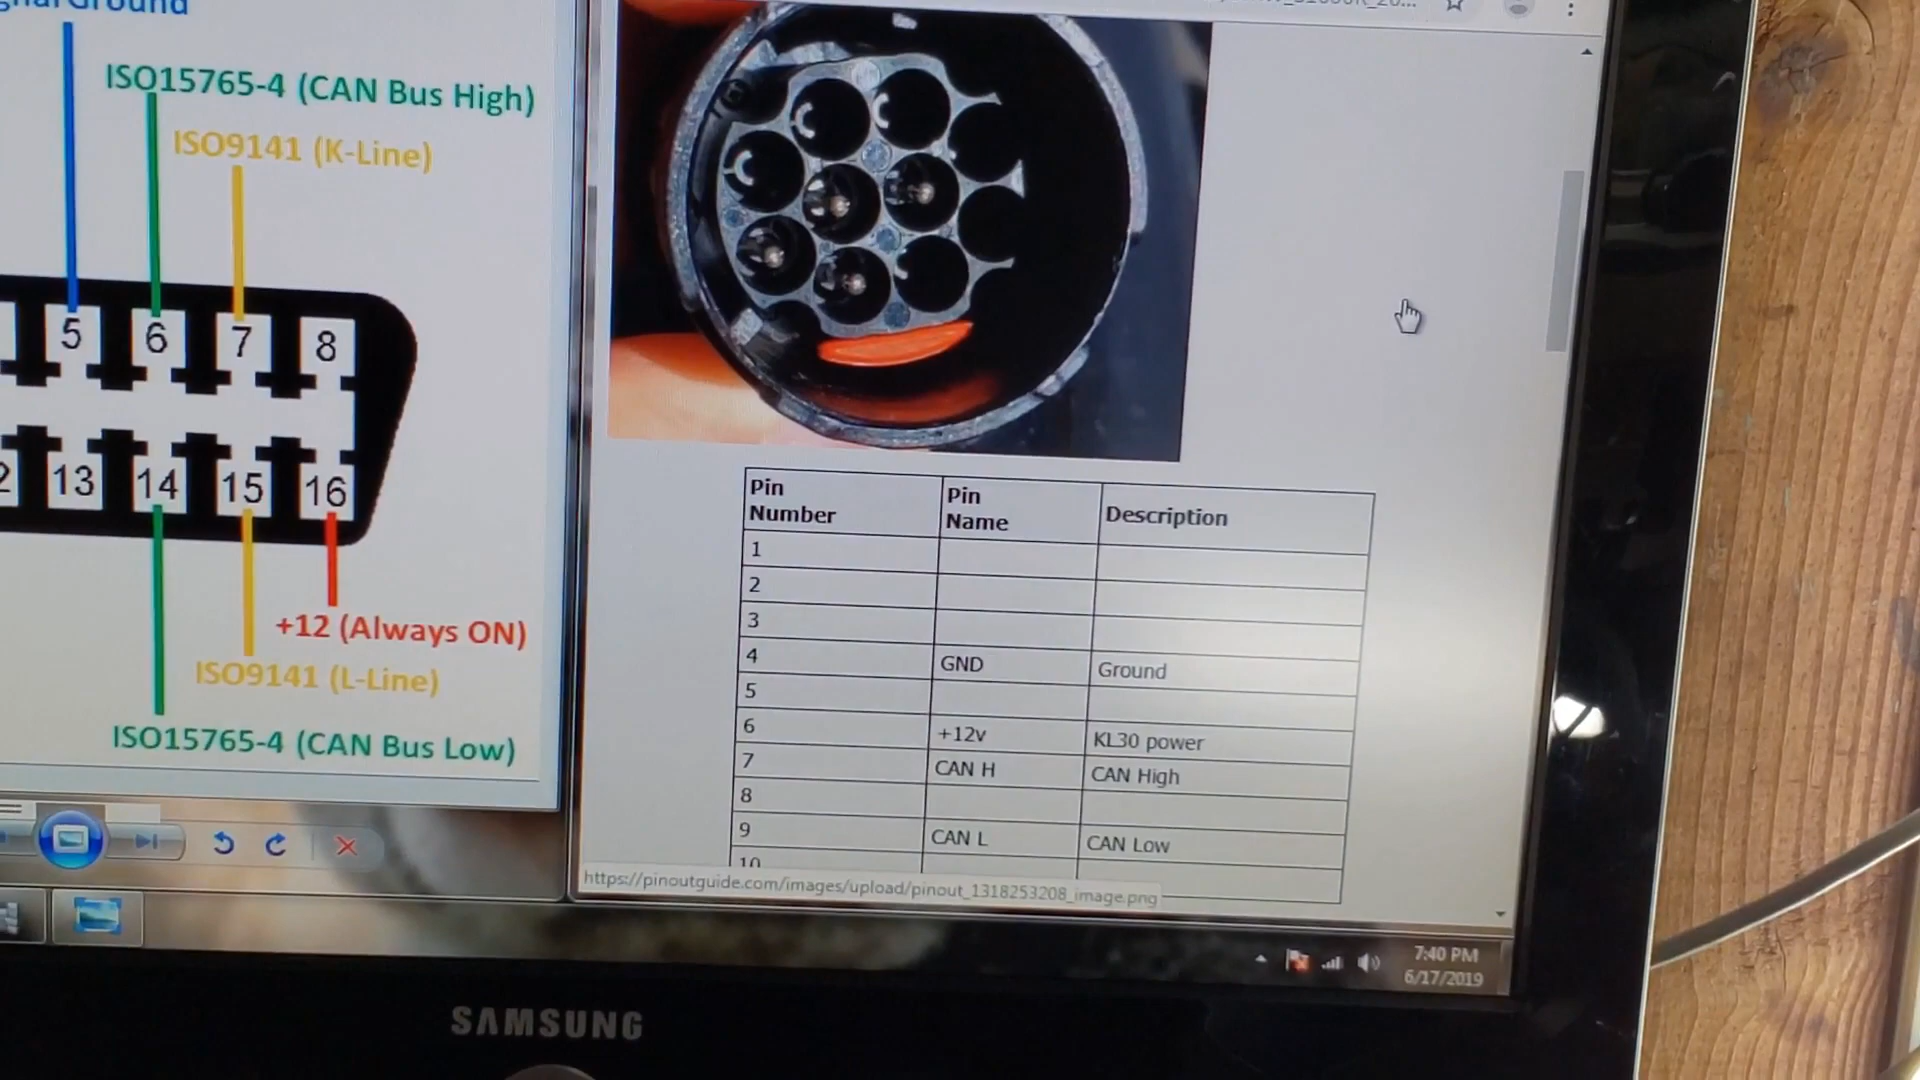 Ground
ISO15765-4 (CAN Bus High)
ISO9141 (K-Line)
5 6 7 8
13 14 15 16
+12 (Always ON)
ISO9141 (L-Line)
ISO15765-4 (CAN Bus Low)
Pin Number Pin Name Description
1
2
3
4 GND Ground
5
6 +12v KL30 power
7 CAN H CAN High
8
9 CAN L CAN Low
10
https://pinoutguide.com/images/upload/pinout_1318253208_image.png
7:40 PM
6/17/2019
SAMSUNG